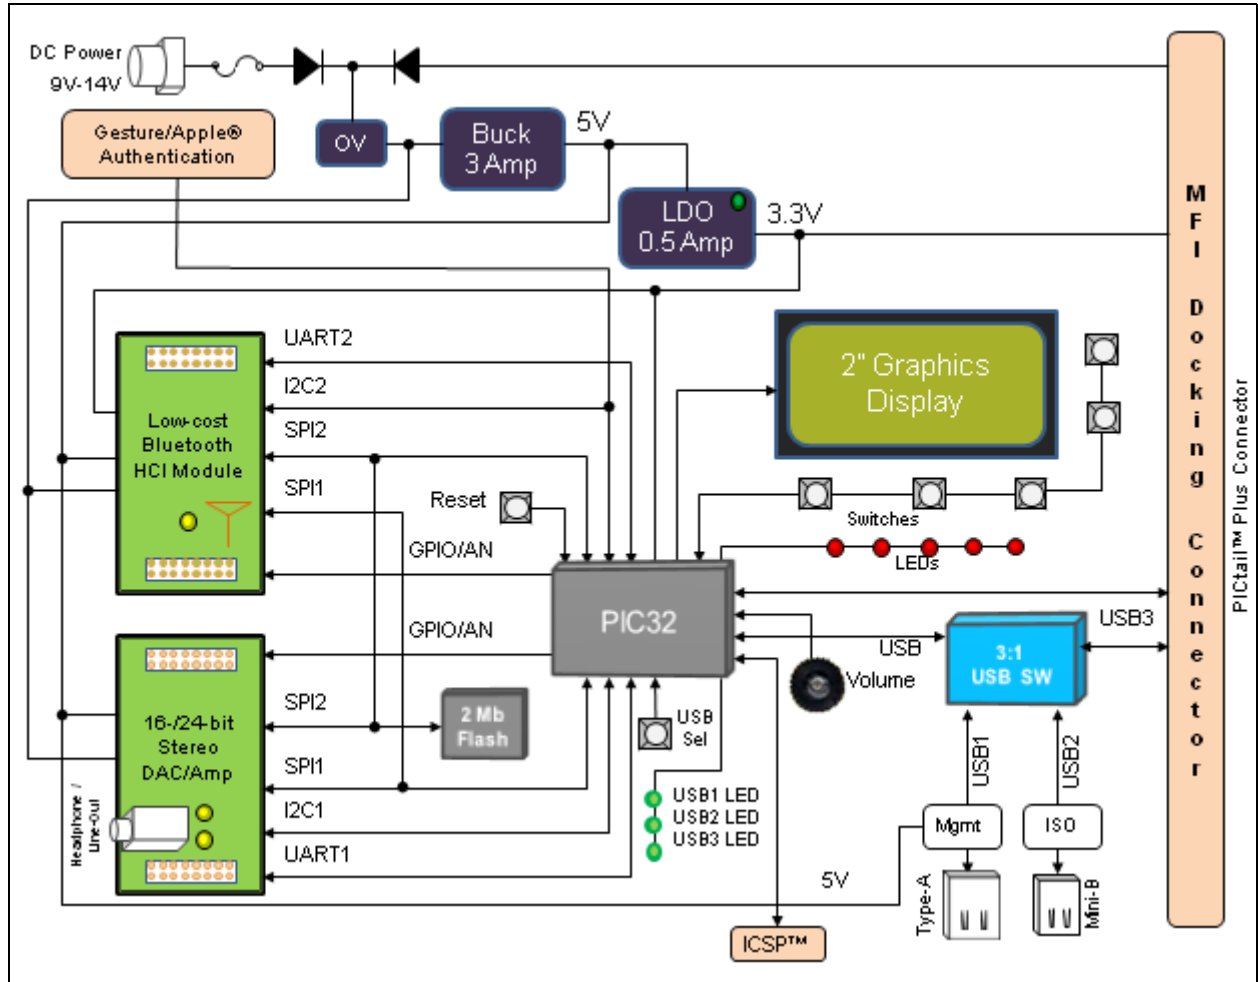 DC Power
9V-14V
Gesture/Apple®
Authentication
OV
Buck
3 Amp
5V
LDO
0.5 Amp
3.3V
MFI Docking Connector
PICtail™ Plus Connector
UART2
I2C2
SPI2
SPI1
GPIO/AN
Low-cost
Bluetooth
HCI Module
2" Graphics
Display
Reset
Switches
LEDs
PIC32
GPIO/AN
SPI2
SPI1
I2C1
UART1
16-/24-bit
Stereo
DAC/Amp
Headphone /
Line-out
2 Mb
Flash
USB
Sel
USB1 LED
USB2 LED
USB3 LED
Volume
USB
3:1
USB SW
USB3
USB1
USB2
Mgmt
ISO
5V
Type-A
Mini-B
ICSP™